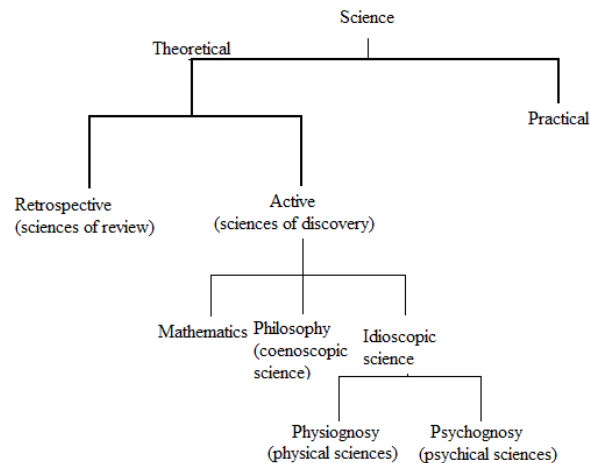 Science
Theoretical
Practical
Retrospective
(sciences of review)
Active
(sciences of discovery)
Mathematics
Philosophy
(coenoscopic
science)
Idioscopic
science
Physiognosy
(physical sciences)
Psychognosy
(psychical sciences)